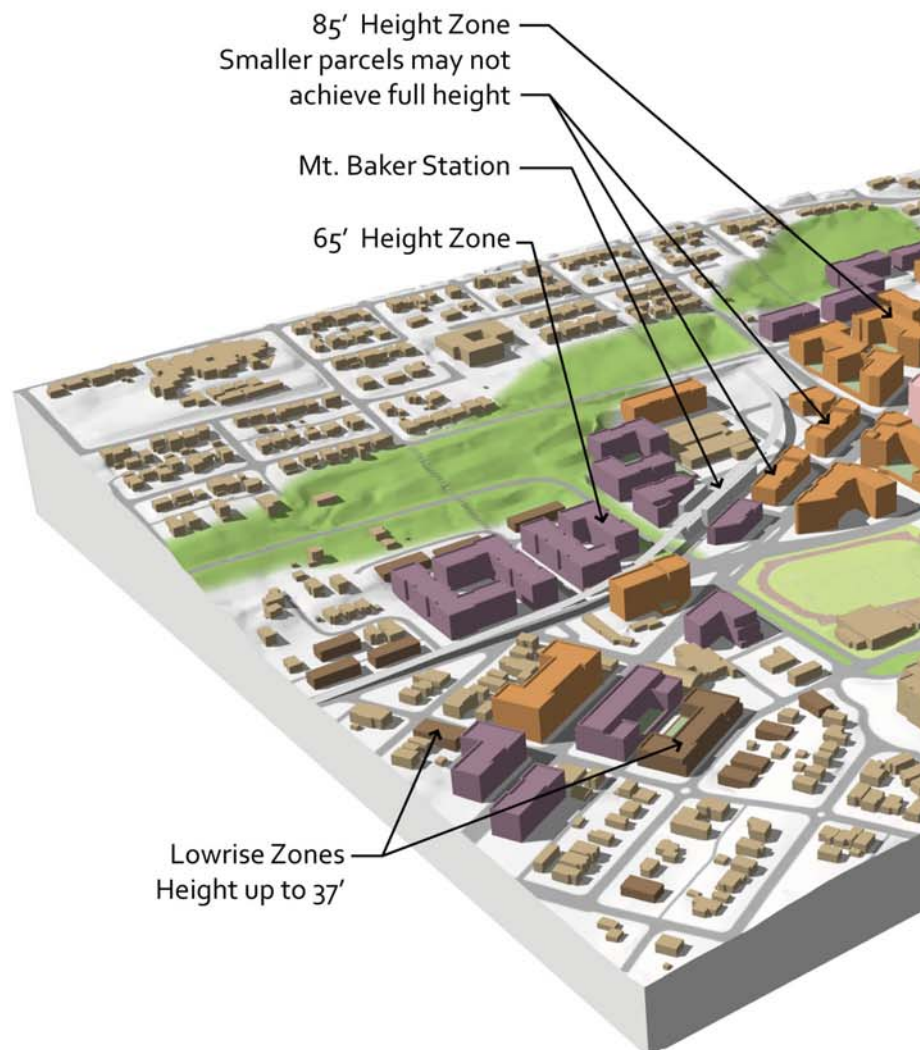 85' Height Zone
Smaller parcels may not
achieve full height
Mt. Baker Station
65' Height Zone
Lowrise Zones
Height up to 37'